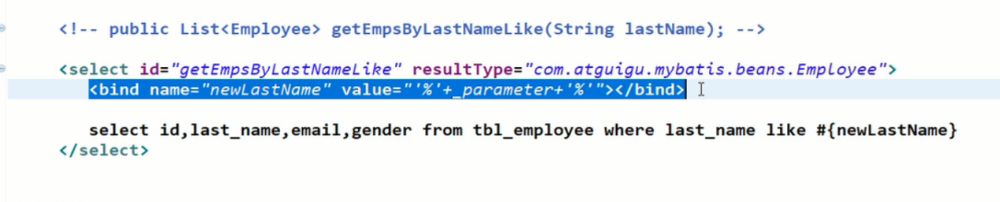 <!-- public List<Employee> getEmpsByLastNameLike(String lastName); -->
<select id="getEmpsByLastNameLike" resultType="com.atguigu.mybatis.beans.Employee">
<bind name="newLastName" value="'%'+_parameter+'%'"></bind>
select id,last_name,email,gender from tbl_employee where last_name like #{newLastName}
</select>